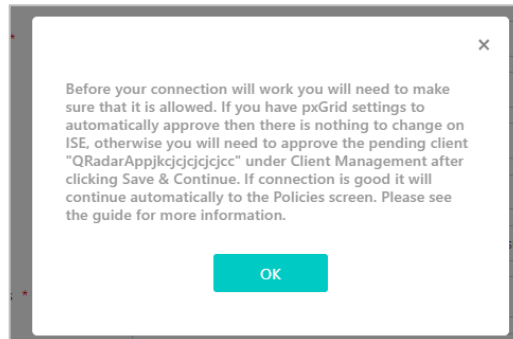 ×
Before your connection will work you will need to make
sure that it is allowed. If you have pxGrid settings to
automatically approve then there is nothing to change on
ISE, otherwise you will need to approve the pending client
"QRadarAppjkcjcjcjcjcc" under Client Management after
clicking Save & Continue. If connection is good it will
continue automatically to the Policies screen. Please see
the guide for more information.
OK